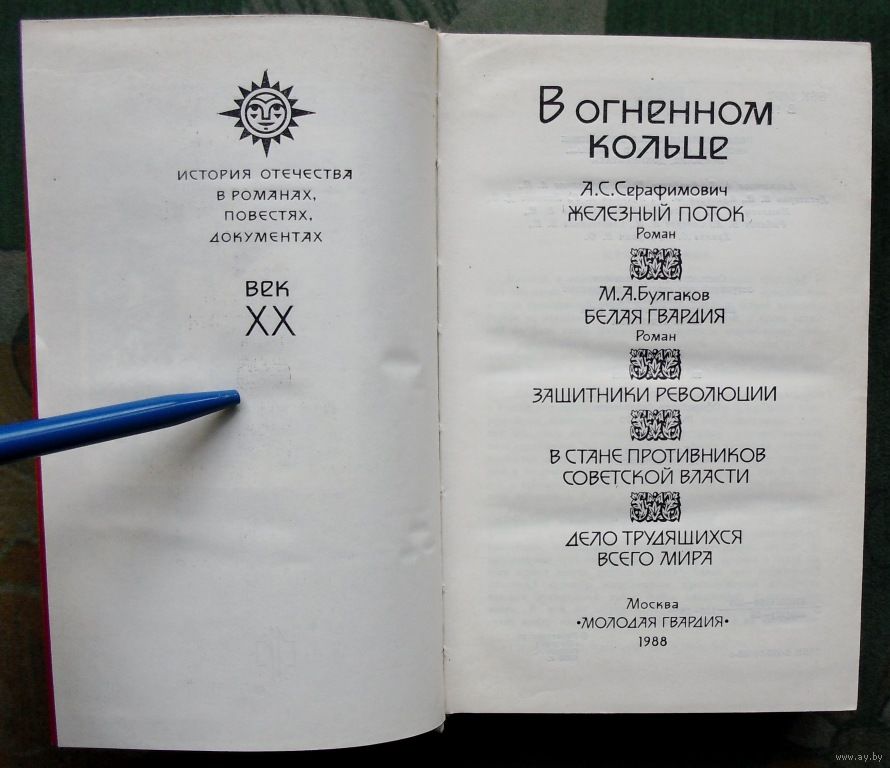 ИСТОРИЯ ОТЕЧЕСТВА
В РОМАНАХ,
ПОВЕСТЯХ,
ДОКУМЕНТАХ
ВЕК
XX
В ОГНЕННОМ
КОЛЬЦЕ
А.С.Серафимович
ЖЕЛЕЗНЫЙ ПОТОК
Роман
М.А.Булгаков
БЕЛАЯ ГВАРДИЯ
Роман
ЗАЩИТНИКИ РЕВОЛЮЦИИ
В СТАНЕ ПРОТИВНИКОВ
СОВЕТСКОЙ ВЛАСТИ
ДЕЛО ТРУДЯЩИХСЯ
ВСЕГО МИРА
Москва
•МОЛОДАЯ ГВАРДИЯ•
1988
www.ay.by